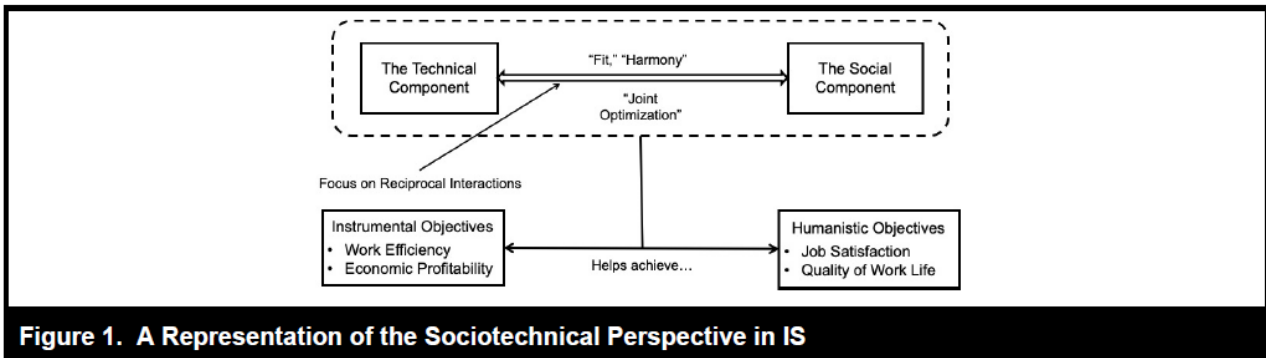 The Technical
Component
“Fit,” “Harmony”
“Joint
Optimization”
The Social
Component
Focus on Reciprocal Interactions
Instrumental Objectives
• Work Efficiency
• Economic Profitability
Helps achieve...
Humanistic Objectives
• Job Satisfaction
• Quality of Work Life
Figure 1. A Representation of the Sociotechnical Perspective in IS